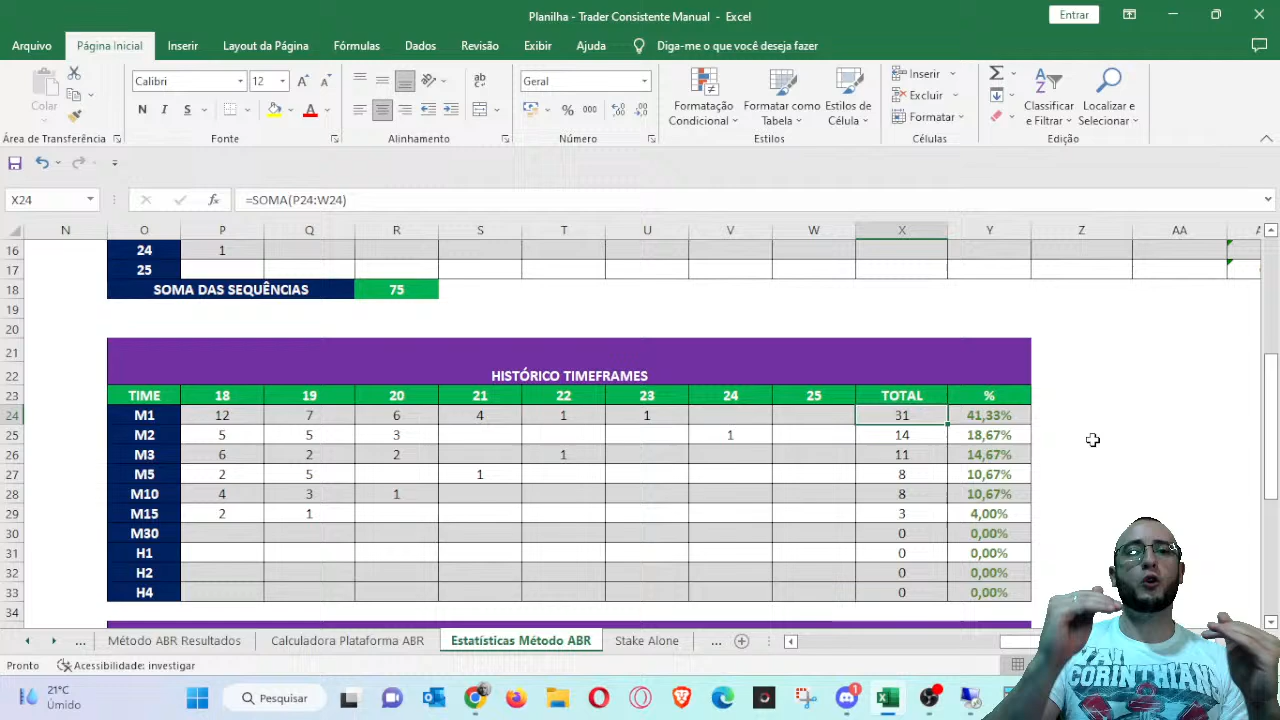 Planilha - Trader Consistente Manual - Excel
Entrar
Arquivo Página Inicial Inserir Layout da Página Fórmulas Dados Revisão Exibir Ajuda Diga-me o que você deseja fazer
Colar
Calibri 12
N I S
ab
Geral
% 000
Formatação Condicional
Formatar como Tabela
Estilos de Célula
Inserir
Excluir
Formatar
Classificar e Filtrar
Localizar e Selecionar
Área de Transferência Fonte Alinhamento Número Estilos Células Edição
X24 fx =SOMA(P24:W24)
N O P Q R S T U V W X Y Z AA
16 24 1
17 25
18 SOMA DAS SEQUÊNCIAS 75
19
20
21
22 HISTÓRICO TIMEFRAMES
23 TIME 18 19 20 21 22 23 24 25 TOTAL %
24 M1 12 7 6 4 1 1 31 41,33%
25 M2 5 5 3 1 14 18,67%
26 M3 6 2 2 1 11 14,67%
27 M5 2 5 1 8 10,67%
28 M10 4 3 1 8 10,67%
29 M15 2 1 3 4,00%
30 M30 0 0,00%
31 H1 0 0,00%
32 H2 0 0,00%
33 H4 0 0,00%
34
... Método ABR Resultados Calculadora Plataforma ABR Estatísticas Método ABR Stake Alone ...
Pronto Acessibilidade: investigar
21°C
Úmido
Pesquisar
1
CORINTHIANS